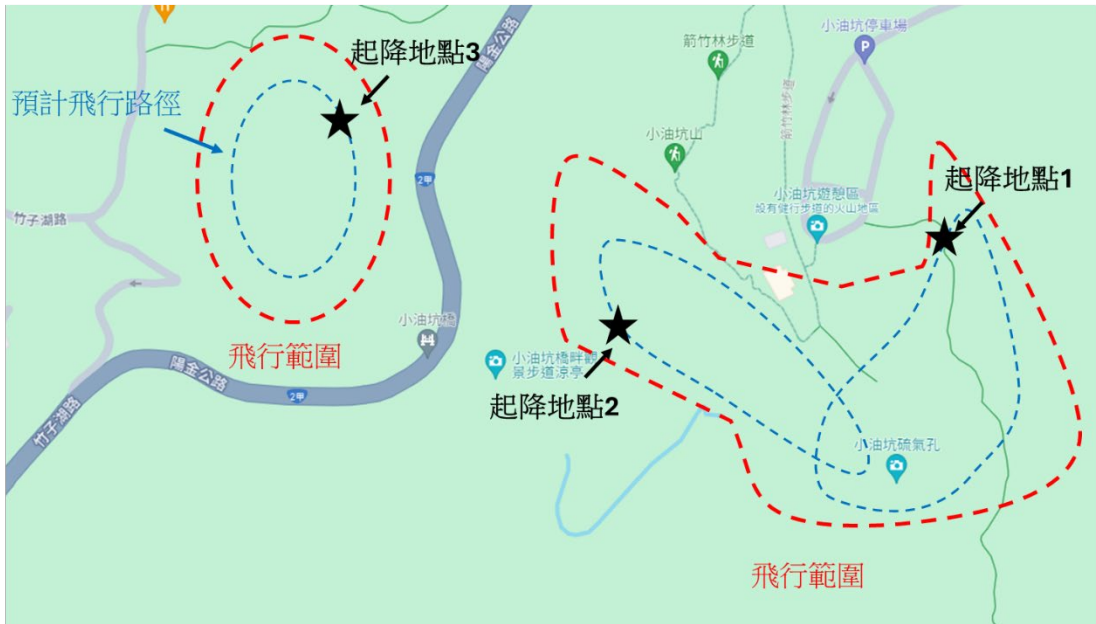 起降地點3
預計飛行路徑
陽金公路
箭竹林步道
小油坑停車場
P
箭竹林步道
小油坑山
2甲
起降地點1
小油坑遊憩區
設有健行步道的火山地區
竹子湖路
小油坑橋
飛行範圍
小油坑橋畔觀
景步道涼亭
陽金公路
2甲
起降地點2
竹子湖路
小油坑硫氣孔
飛行範圍